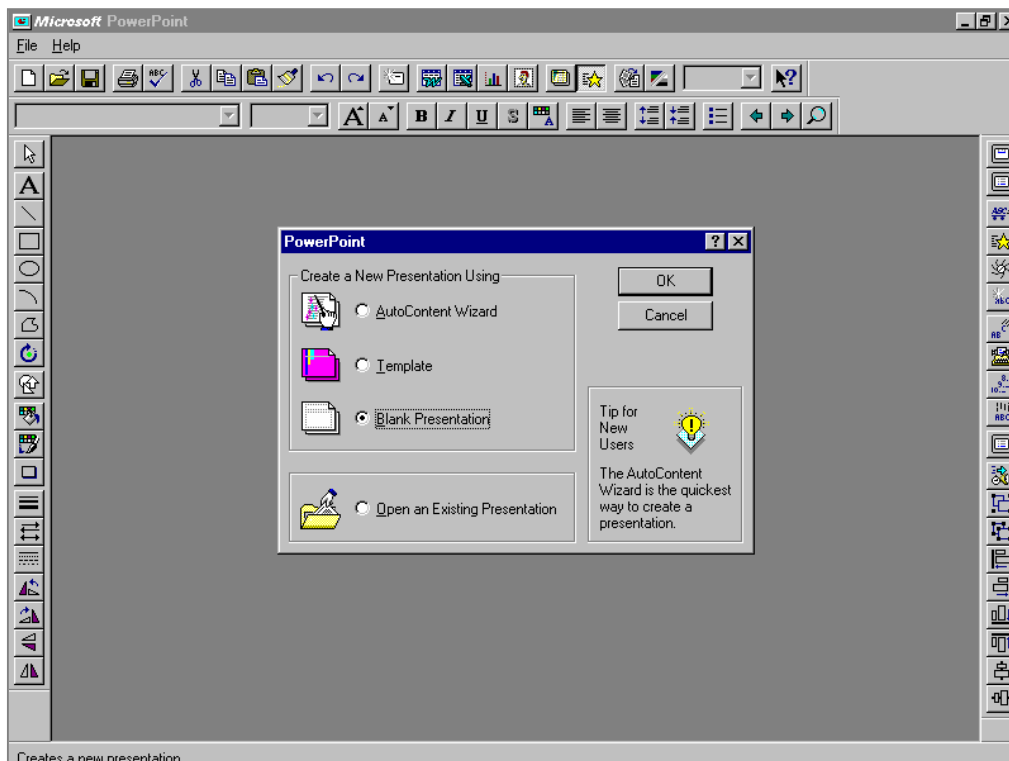 Microsoft PowerPoint
File Help
ABC
A A B I U S A
A
PowerPoint
Create a New Presentation Using
AutoContent Wizard
Template
Blank Presentation
Open an Existing Presentation
OK
Cancel
Tip for
New
Users
The AutoContent
Wizard is the quickest
way to create a
presentation.
Creates a new presentation